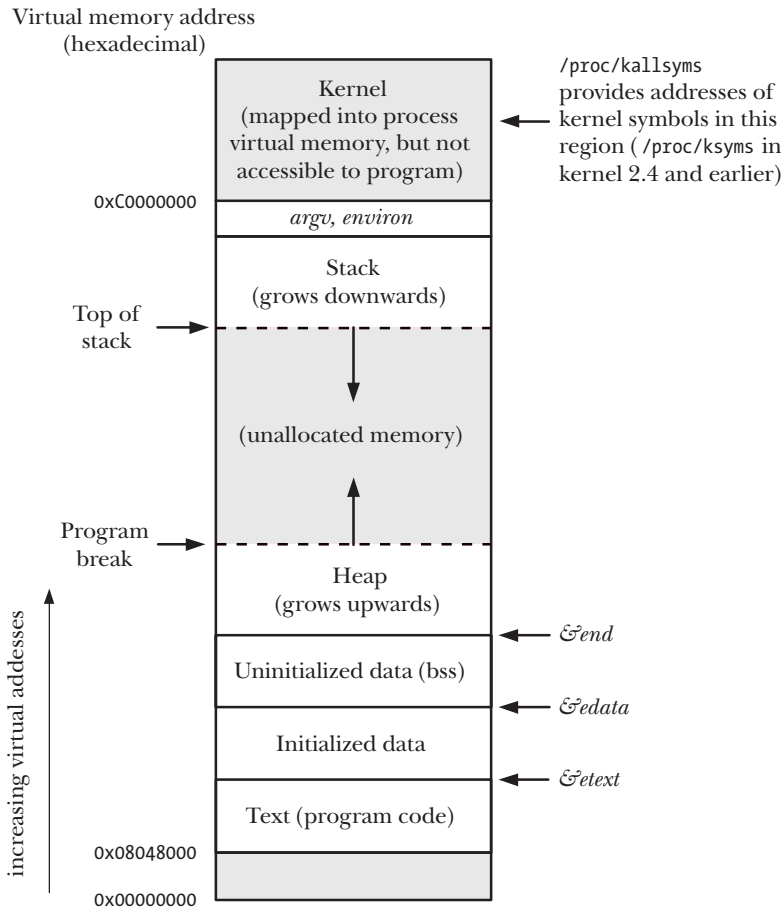 Virtual memory address
(hexadecimal)
Kernel
(mapped into process
virtual memory, but not
accessible to program)
/proc/kallsyms
provides addresses of
kernel symbols in this
region ( /proc/ksyms in
kernel 2.4 and earlier)
0xC0000000
argv, environ
Stack
(grows downwards)
Top of
stack
(unallocated memory)
Program
break
Heap
(grows upwards)
&end
Uninitialized data (bss)
&edata
Initialized data
&etext
Text (program code)
0x08048000
0x00000000
increasing virtual addesses